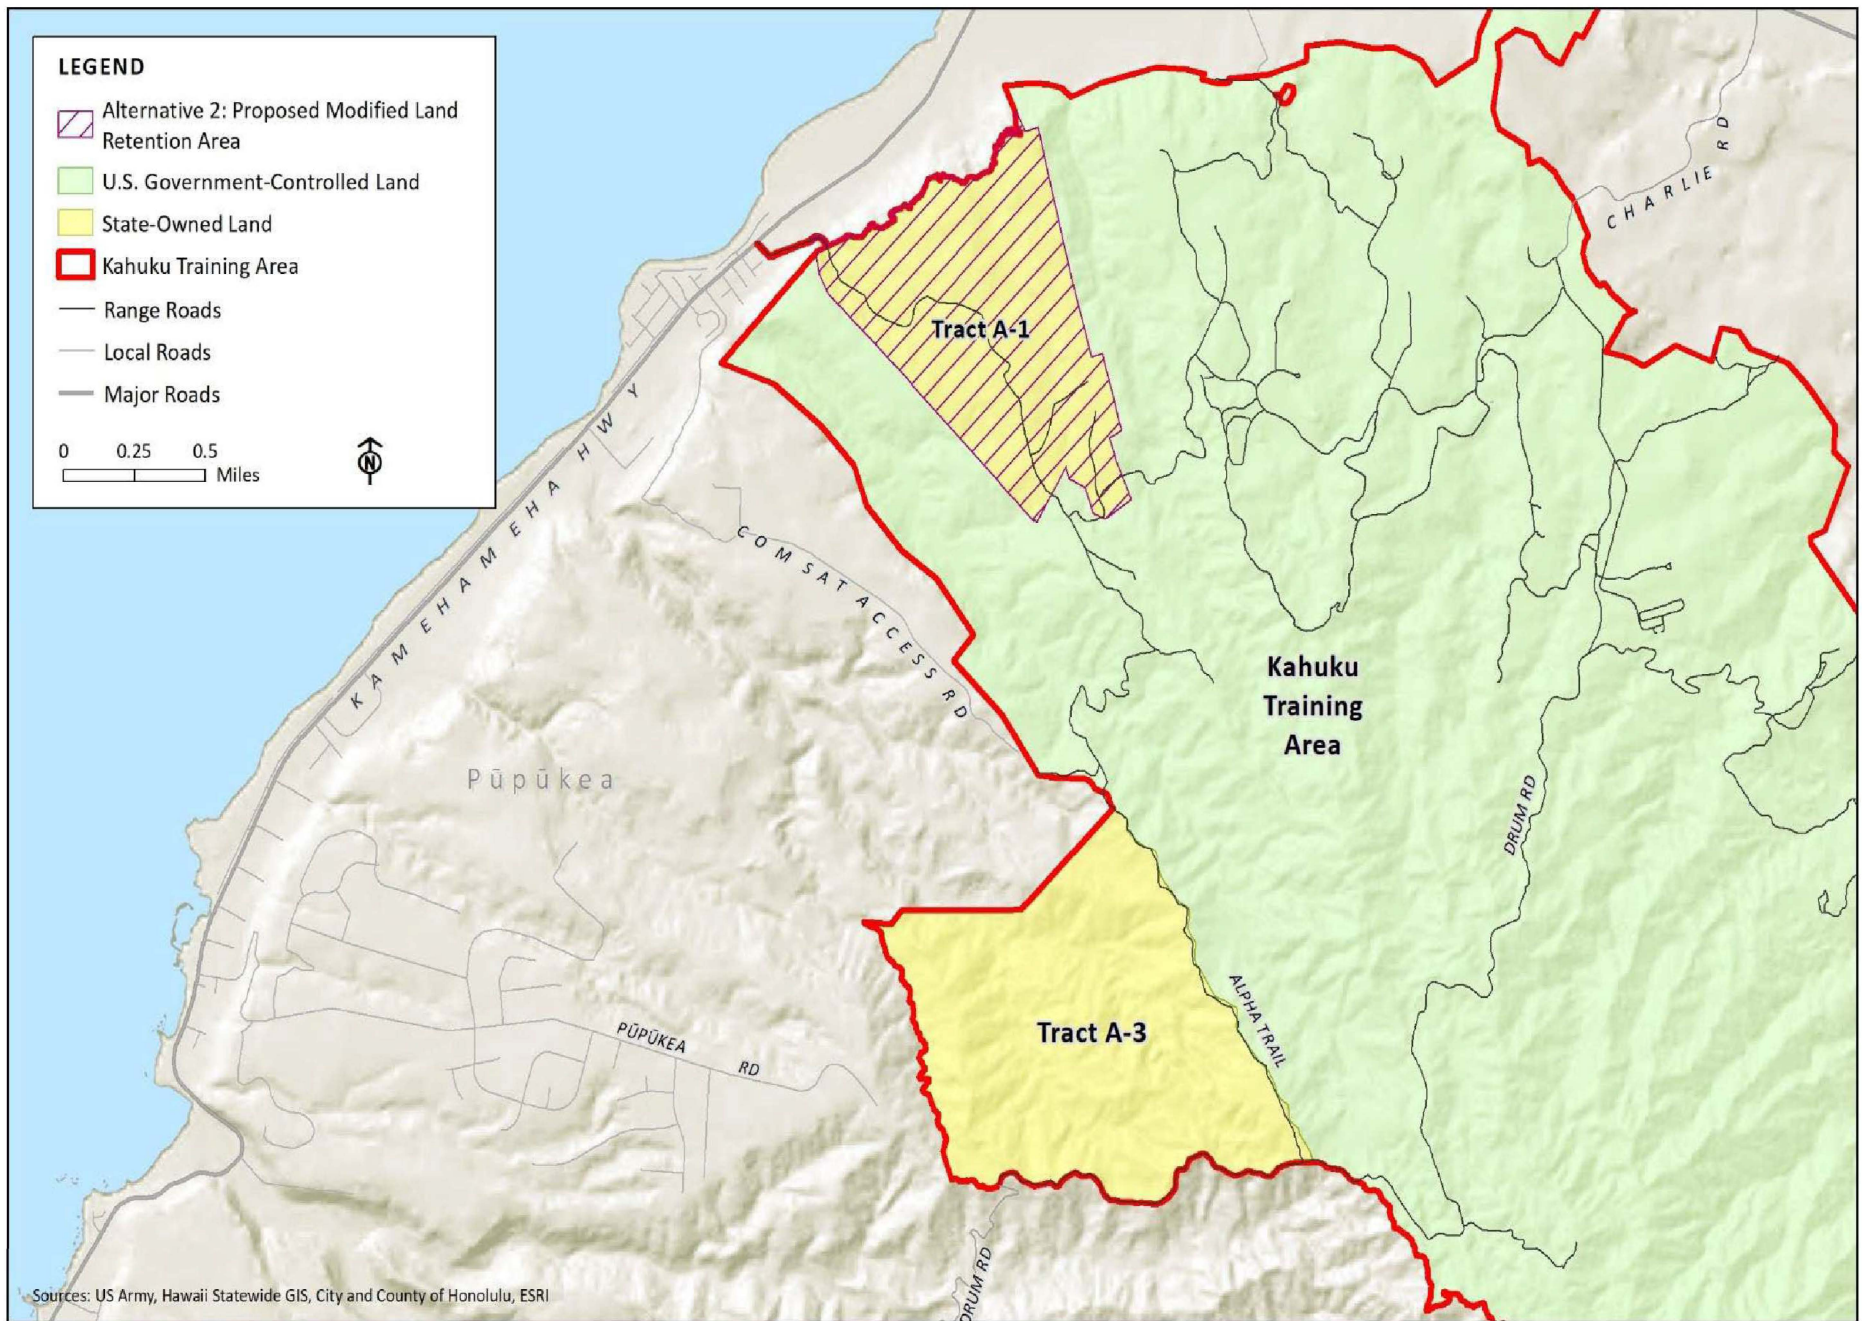 LEGEND
Alternative 2: Proposed Modified Land
Retention Area
U.S. Government-Controlled Land
State-Owned Land
Kahuku Training Area
Range Roads
Local Roads
Major Roads
0 0.25 0.5
Miles
N
CHARLIE RD
Tract A-1
KAMEHAMEHA HWY
COMSAT ACCESS RD
Kahuku
Training
Area
Pūpūkea
DRUM RD
ALPHA TRAIL
Tract A-3
PŪPŪKEA RD
DRUM RD
Sources: US Army, Hawaii Statewide GIS, City and County of Honolulu, ESRI